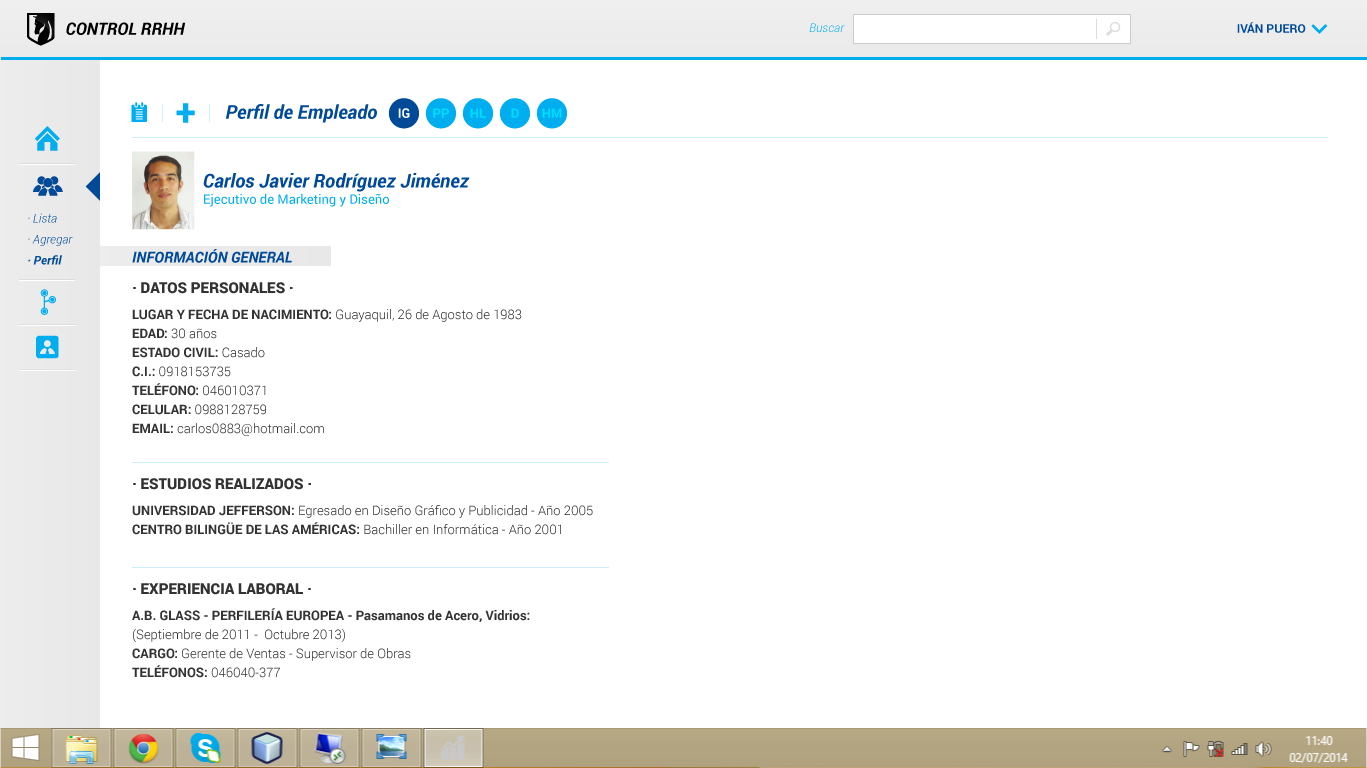 CONTROL RRHH
Buscar
IVÁN PUERO
Perfil de Empleado IG PP HL D HM
Carlos Javier Rodríguez Jiménez
Ejecutivo de Marketing y Diseño
· Lista
· Agregar
· Perfil
INFORMACIÓN GENERAL
· DATOS PERSONALES ·
LUGAR Y FECHA DE NACIMIENTO: Guayaquil, 26 de Agosto de 1983
EDAD: 30 años
ESTADO CIVIL: Casado
C.I.: 0918153735
TELÉFONO: 046010371
CELULAR: 0988128759
EMAIL: carlos0883@hotmail.com
· ESTUDIOS REALIZADOS ·
UNIVERSIDAD JEFFERSON: Egresado en Diseño Gráfico y Publicidad - Año 2005
CENTRO BILINGÜE DE LAS AMÉRICAS: Bachiller en Informática - Año 2001
· EXPERIENCIA LABORAL ·
A.B. GLASS - PERFILERÍA EUROPEA - Pasamanos de Acero, Vidrios:
(Septiembre de 2011 - Octubre 2013)
CARGO: Gerente de Ventas - Supervisor de Obras
TELÉFONOS: 046040-377
11:40
02/07/2014